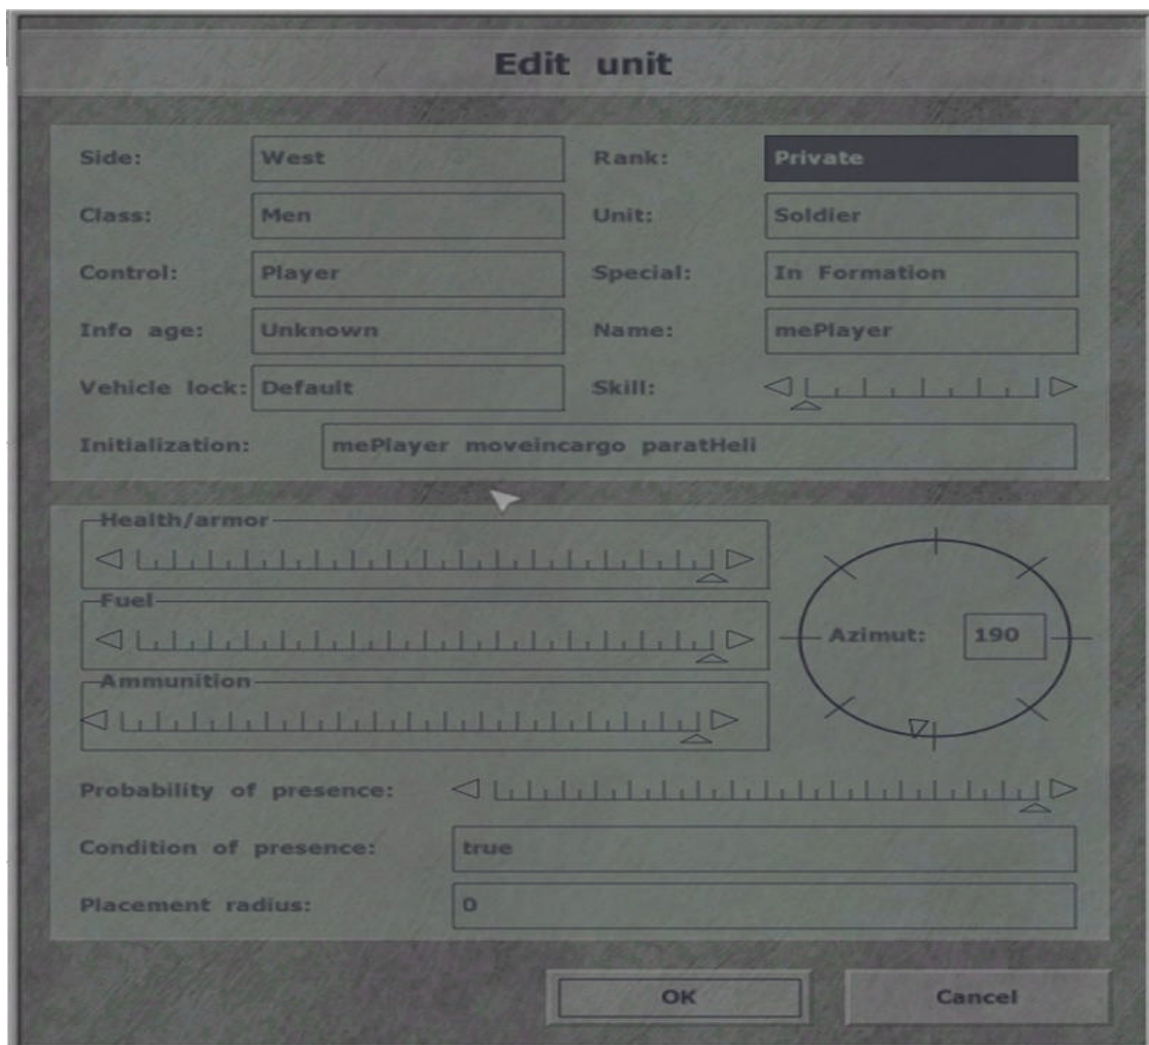 Edit unit
Side: West Rank: Private
Class: Men Unit: Soldier
Control: Player Special: In Formation
Info age: Unknown Name: mePlayer
Vehicle lock: Default Skill:
Initialization: mePlayer moveincargo paratHeli
Health/armor
Fuel
Azimut: 190
Ammunition
Probability of presence:
Condition of presence: true
Placement radius: 0
OK Cancel